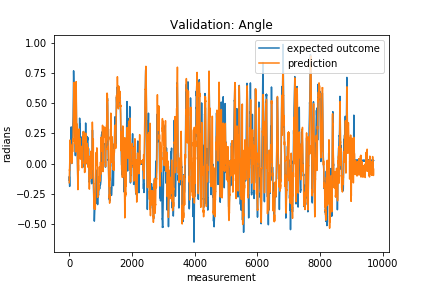 Validation: Angle
expected outcome
prediction
1.00
0.75
0.50
0.25
0.00
−0.25
−0.50
radians
0
2000
4000
6000
8000
10000
measurement